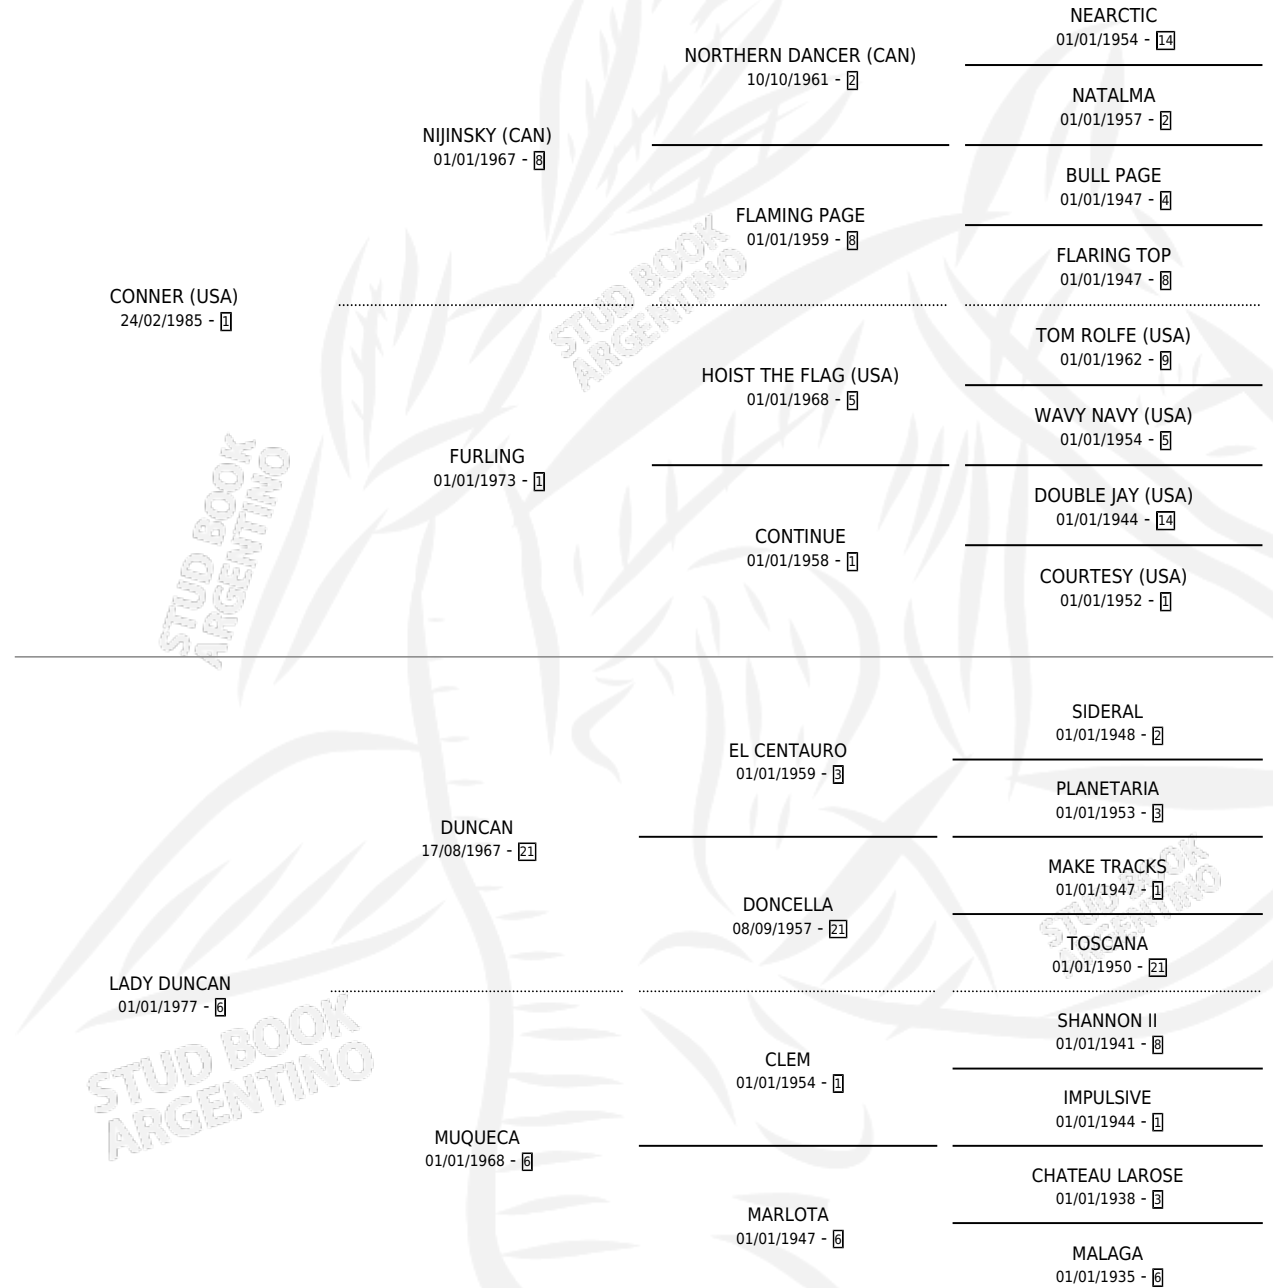 NEARCTIC
01/01/1954 - 14
NORTHERN DANCER (CAN)
10/10/1961 - 2
NATALMA
01/01/1957 - 2
NIJINSKY (CAN)
01/01/1967 - 8
BULL PAGE
01/01/1947 - 4
FLAMING PAGE
01/01/1959 - 8
FLARING TOP
01/01/1947 - 8
CONNER (USA)
24/02/1985 - 1
STUD BOOK
ARGENTINO
TOM ROLFE (USA)
01/01/1962 - 9
HOIST THE FLAG (USA)
01/01/1968 - 5
WAVY NAVY (USA)
01/01/1954 - 5
FURLING
01/01/1973 - 1
DOUBLE JAY (USA)
01/01/1944 - 14
CONTINUE
01/01/1958 - 1
COURTESY (USA)
01/01/1952 - 1
STUD BOOK
ARGENTINO
SIDERAL
01/01/1948 - 2
EL CENTAURO
01/01/1959 - 3
PLANETARIA
01/01/1953 - 3
DUNCAN
17/08/1967 - 21
MAKE TRACKS
01/01/1947 - 1
DONCELLA
08/09/1957 - 21
STUD BOOK
ARGENTINO
TOSCANA
01/01/1950 - 21
LADY DUNCAN
01/01/1977 - 6
SHANNON II
01/01/1941 - 8
CLEM
01/01/1954 - 1
IMPULSIVE
01/01/1944 - 1
STUD BOOK
ARGENTINO
MUQUECA
01/01/1968 - 6
CHATEAU LAROSE
01/01/1938 - 3
MARLOTA
01/01/1947 - 6
MALAGA
01/01/1935 - 6